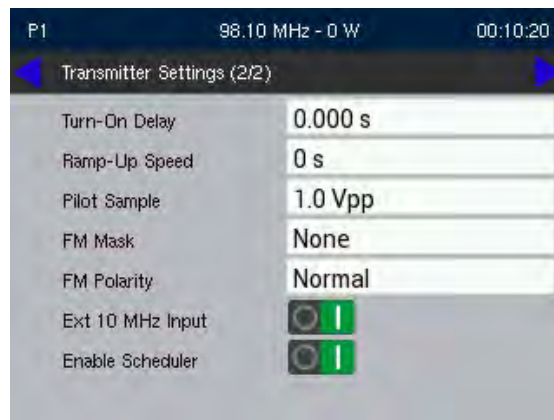 P1 98.10 MHz - 0 W 00:10:20
Transmitter Settings (2/2)
Turn-On Delay 0.000 s
Ramp-Up Speed 0 s
Pilot Sample 1.0 Vpp
FM Mask None
FM Polarity Normal
Ext 10 MHz Input
Enable Scheduler